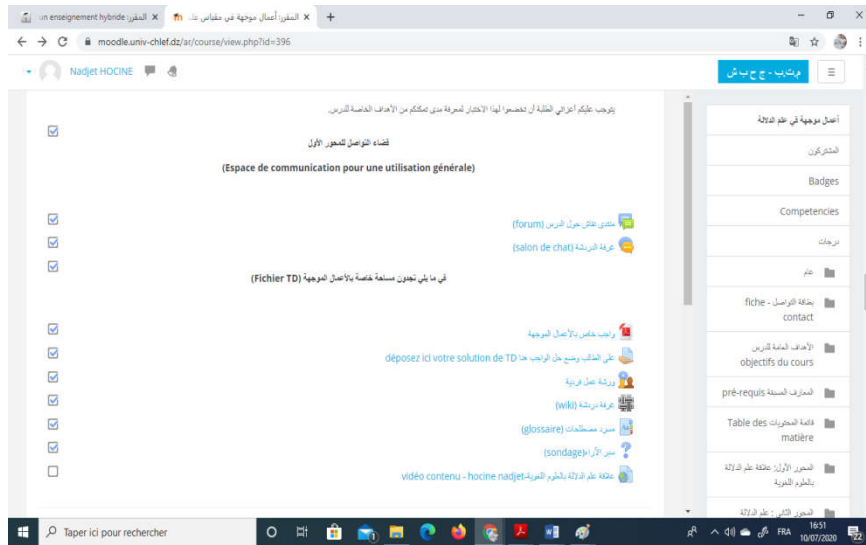 un enseignement hybride :المقرر
المقرر: أعمال موجهة في مقياس علـ
moodle.univ-chlef.dz/ar/course/view.php?id=396
Nadjet HOCINE
م.ت.ب - ج ح ب ش
يتوجب عليكم أعزائي الطلبة أن تخضعوا لهذا الاختبار لمعرفة مدى تمكنكم من الأهداف الخاصة للدرس.
فضاء التواصل للمحور الأول
(Espace de communication pour une utilisation générale)
منتدى نقاش حول الدرس (forum)
غرفة الدردشة (salon de chat)
في ما يلي تجدون مساحة خاصة بالأعمال الموجهة (Fichier TD)
واجب خاص بالأعمال الموجهة
على الطالب وضع حل الواجب هنا déposez ici votre solution de TD
ورشة عمل فردية
غرفة دردشة (wiki)
مسرد مصطلحات (glossaire)
سبر الأراء(sondage)
علاقة علم الدلالة بالعلوم اللغوية-vidéo contenu - hocine nadjet
أعمال موجهة في علم الدلالة
المشتركون
Badges
Competencies
درجات
عام
بطاقة التواصل - fiche
contact
الأهداف العامة للدرس
objectifs du cours
المعارف المسبقة pré-requis
قائمة المحتويات Table des
matière
المحور الأول: علاقة علم الدلالة
بالعلوم اللغوية
المحور الثاني : علم الدلالة
Taper ici pour rechercher
FRA
16:51
10/07/2020